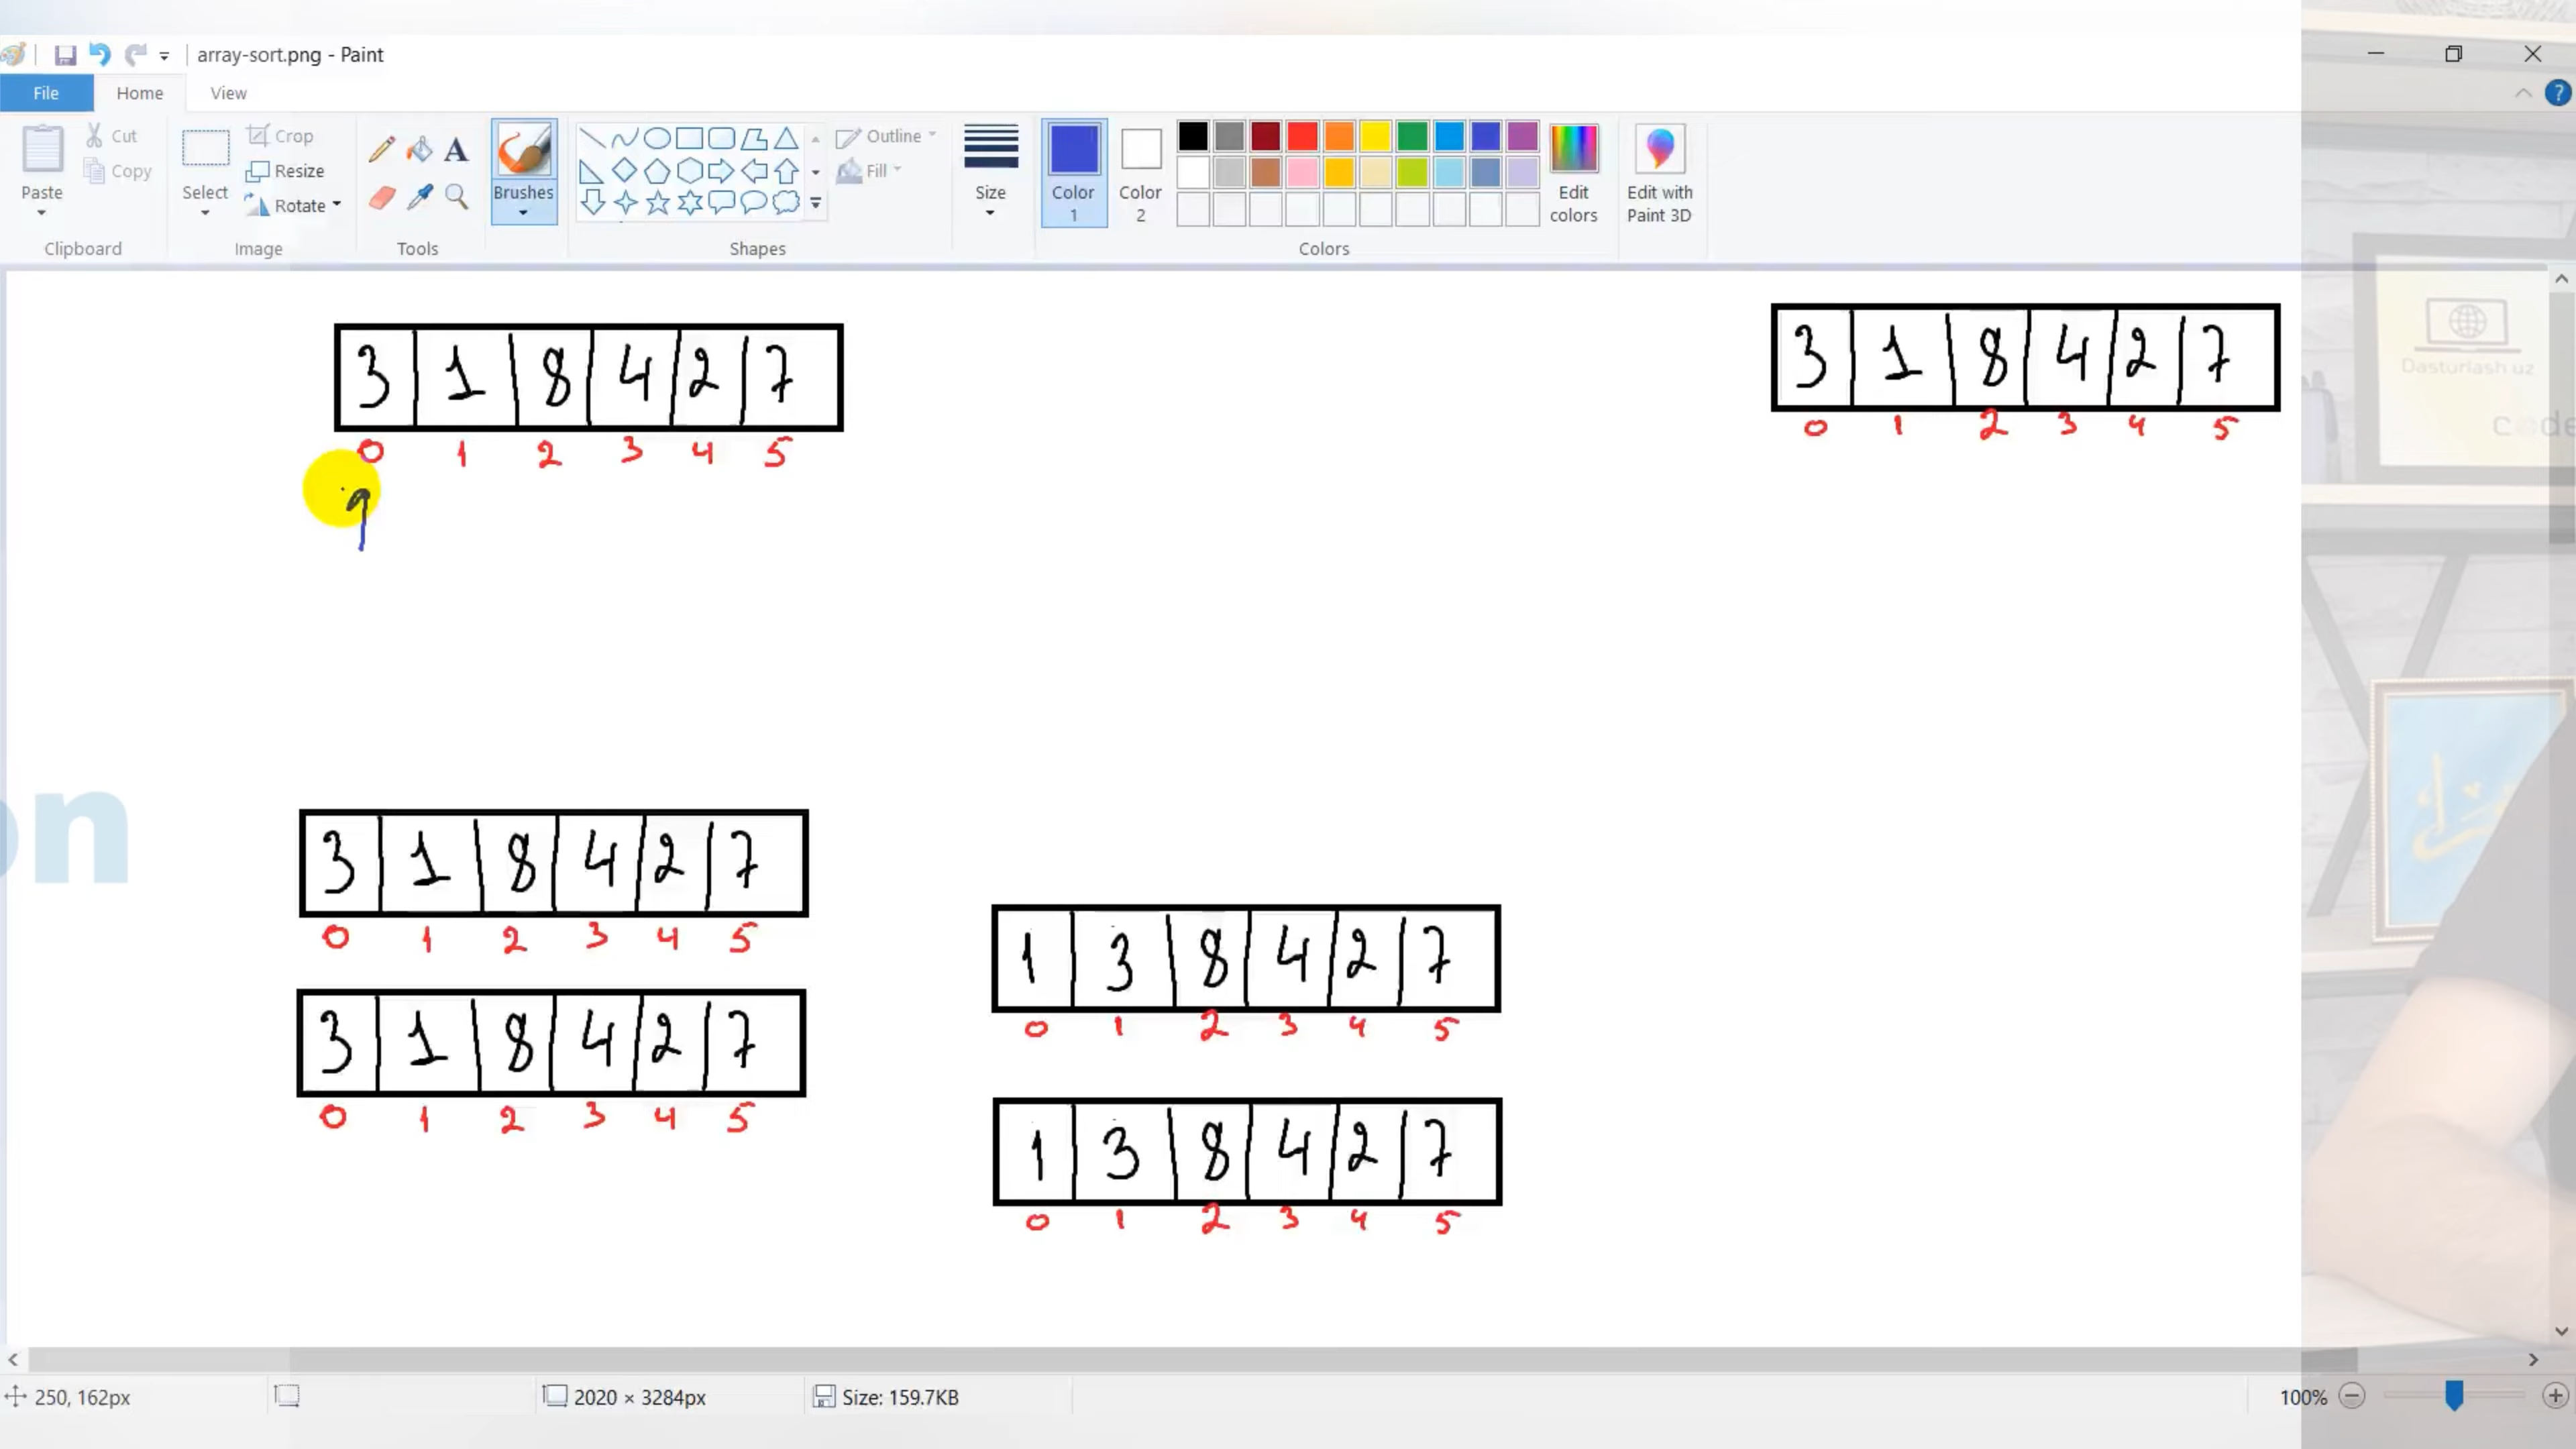 array-sort.png - Paint
File Home View
Paste Cut Copy Select Crop Resize Rotate Brushes Outline Fill Size Color 1 Color 2 Edit colors Edit with Paint 3D
Clipboard Image Tools Shapes Colors
3 1 8 4 2 7
0 1 2 3 4 5
3 1 8 4 2 7
0 1 2 3 4 5
Dasturlash.uz
code
on
3 1 8 4 2 7
0 1 2 3 4 5
3 1 8 4 2 7
0 1 2 3 4 5
1 3 8 4 2 7
0 1 2 3 4 5
1 3 8 4 2 7
0 1 2 3 4 5
250, 162px 2020 × 3284px Size: 159.7KB 100%